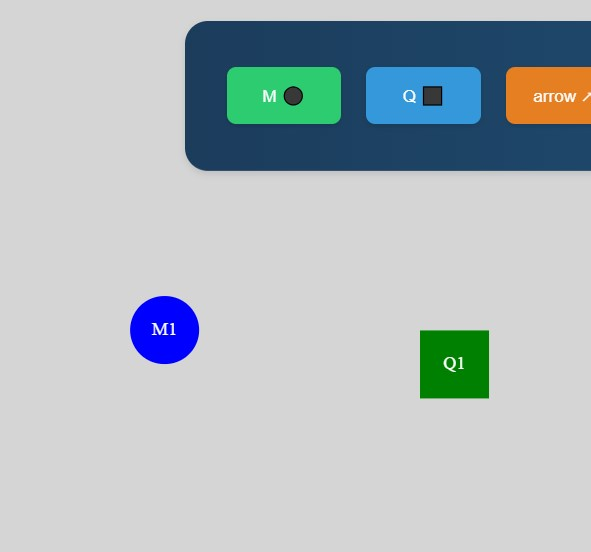 M ⚫
Q ⬛
arrow ↗
M1
Q1